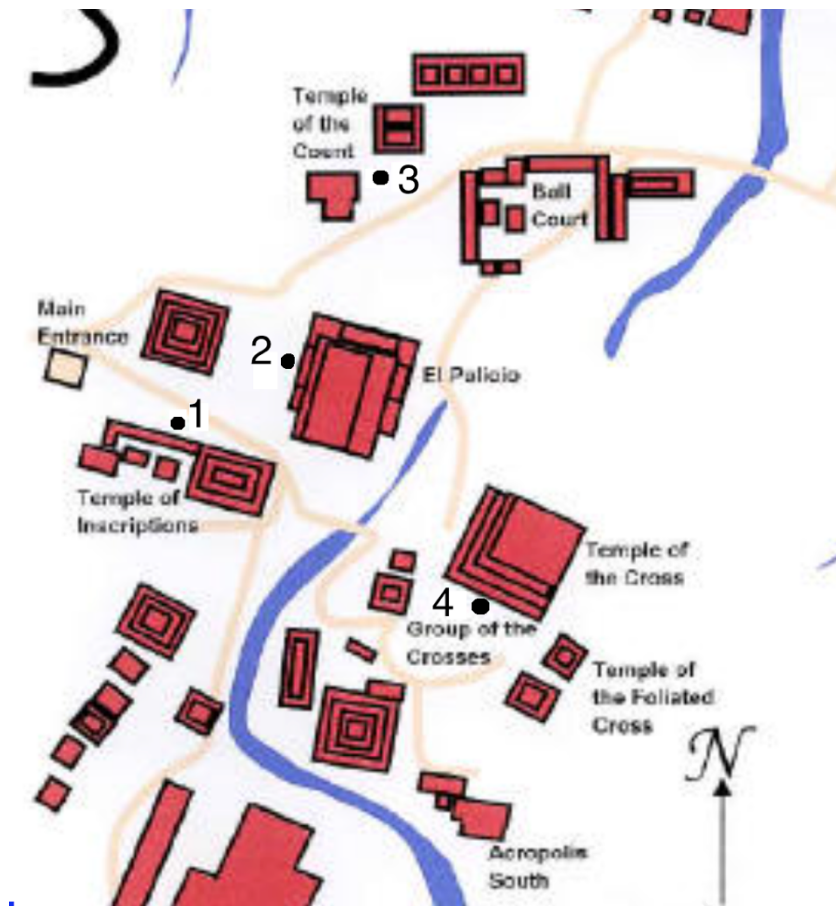 Temple
of the
Count
3
Ball
Court
Main
Entrance
2
El Palicio
1
Temple of
Inscriptions
Temple of
the Cross
4
Group of the
Crosses
Temple of
the Foliated
Cross
N
Acropolis
South